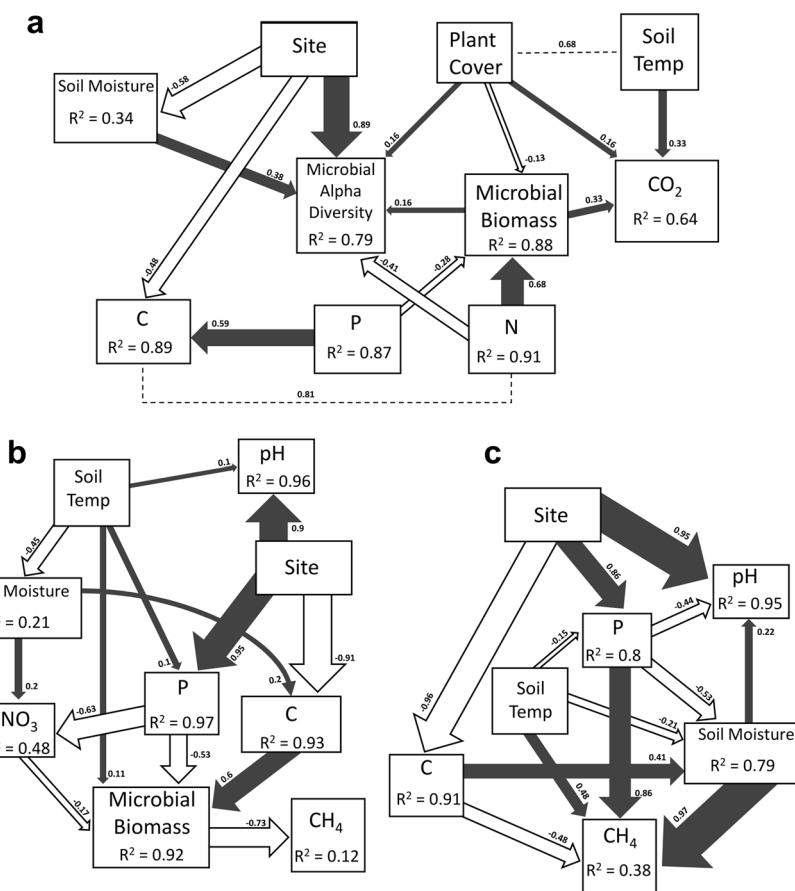 a
Site
Plant
Cover
Soil
Temp
0.68
Soil Moisture
R² = 0.34
-0.58
0.89
0.16
-0.13
0.16
0.33
0.38
Microbial
Alpha
Diversity
R² = 0.79
0.16
Microbial
Biomass
R² = 0.88
0.33
CO₂
R² = 0.64
-0.48
-0.41
-0.28
0.68
C
R² = 0.89
0.59
P
R² = 0.87
N
R² = 0.91
0.81
b
Soil
Temp
0.1
pH
R² = 0.96
0.9
-0.45
Site
Moisture
= 0.21
0.95
-0.91
0.2
0.1
0.2
P
R² = 0.97
-0.63
NO₃
= 0.48
C
R² = 0.93
-0.53
0.6
0.11
-0.17
Microbial
Biomass
R² = 0.92
-0.73
CH₄
R² = 0.12
c
Site
0.95
0.86
pH
R² = 0.95
-0.44
0.22
P
R² = 0.8
-0.15
Soil
Temp
-0.53
-0.21
-0.96
Soil Moisture
R² = 0.79
C
R² = 0.91
0.41
0.48
0.86
0.97
-0.48
CH₄
R² = 0.38